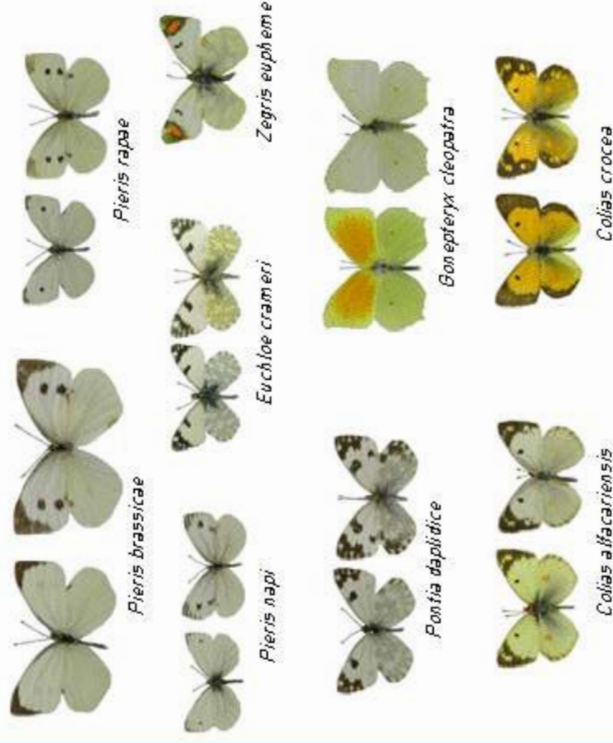 Pieris brassicae
Pieris rapae
Pieris napi
Euchloe crameri
Zegris eupheme
Pontia daplidice
Gonepteryx cleopatra
Colias alfacariensis
Colias crocea